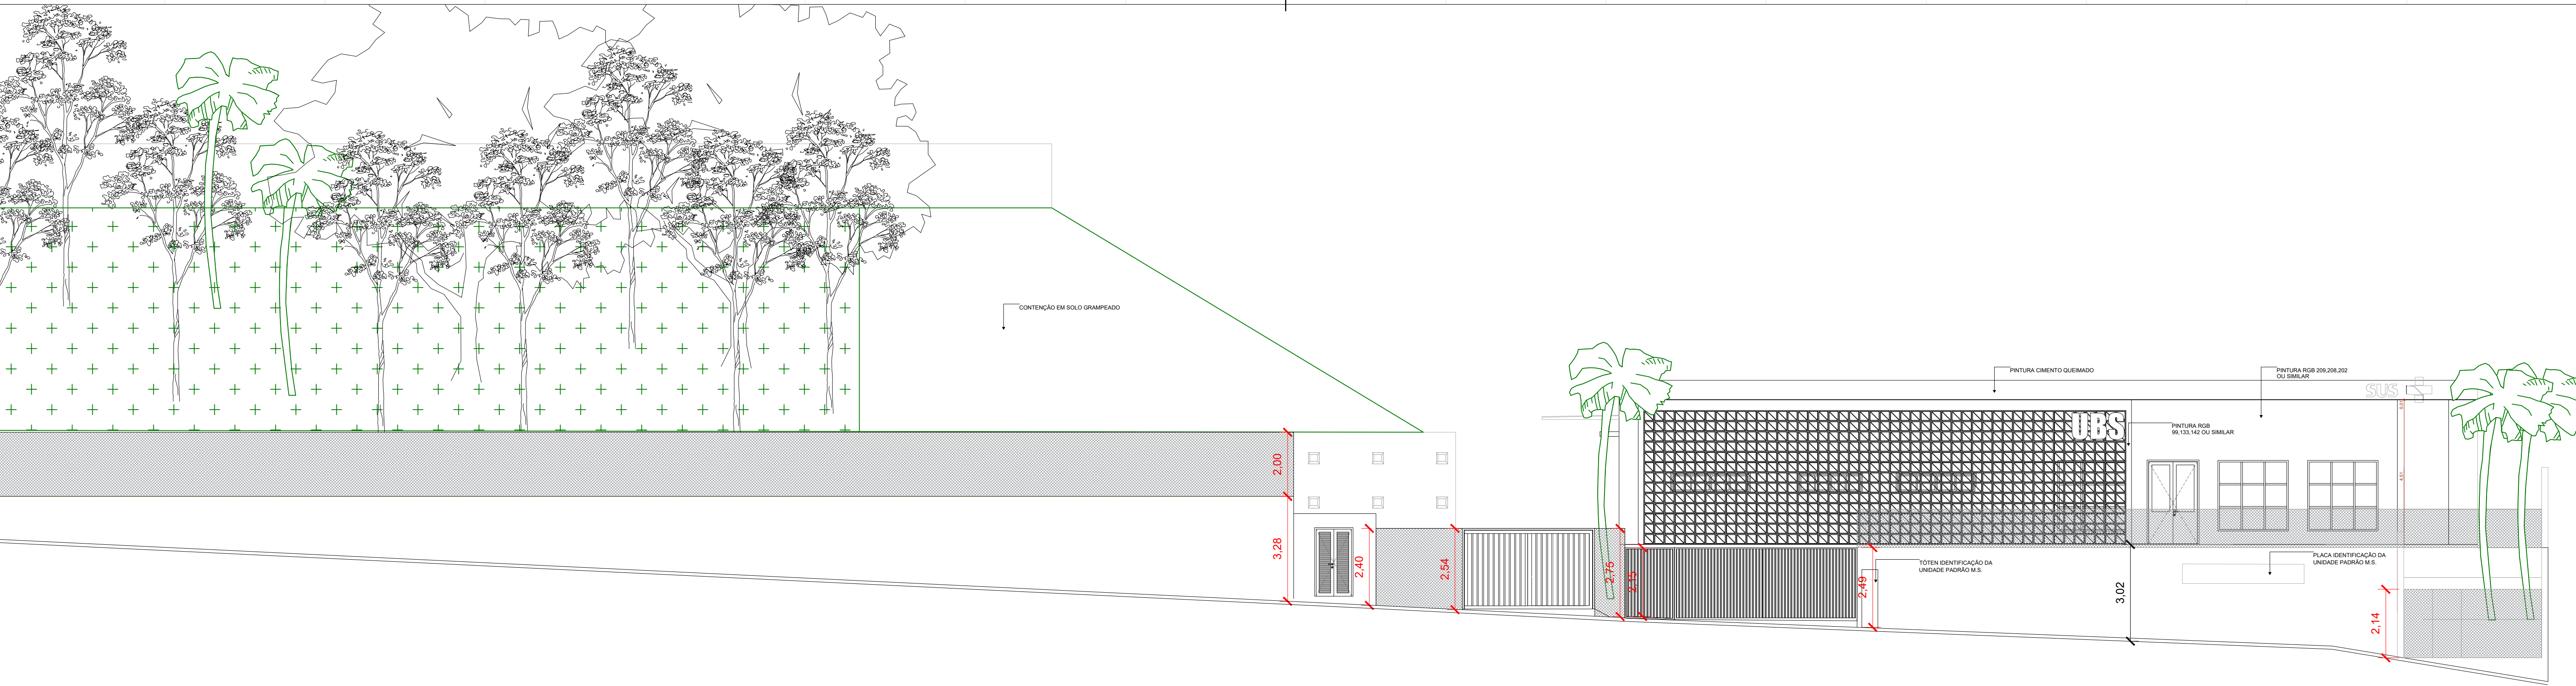 CONTENÇÃO EM SOLO GRAMPEADO
PINTURA CIMENTO QUEIMADO
PINTURA RGB 209,208,202
OU SIMILAR
SUS
UBS
PINTURA RGB
99,133,142 OU SIMILAR
2,00
3,28
2,40
2,54
2,75
2,15
2,49
TÓTEN IDENTIFICAÇÃO DA
UNIDADE PADRÃO M.S.
3,02
PLACA IDENTIFICAÇÃO DA
UNIDADE PADRÃO M.S.
2,14
4.51